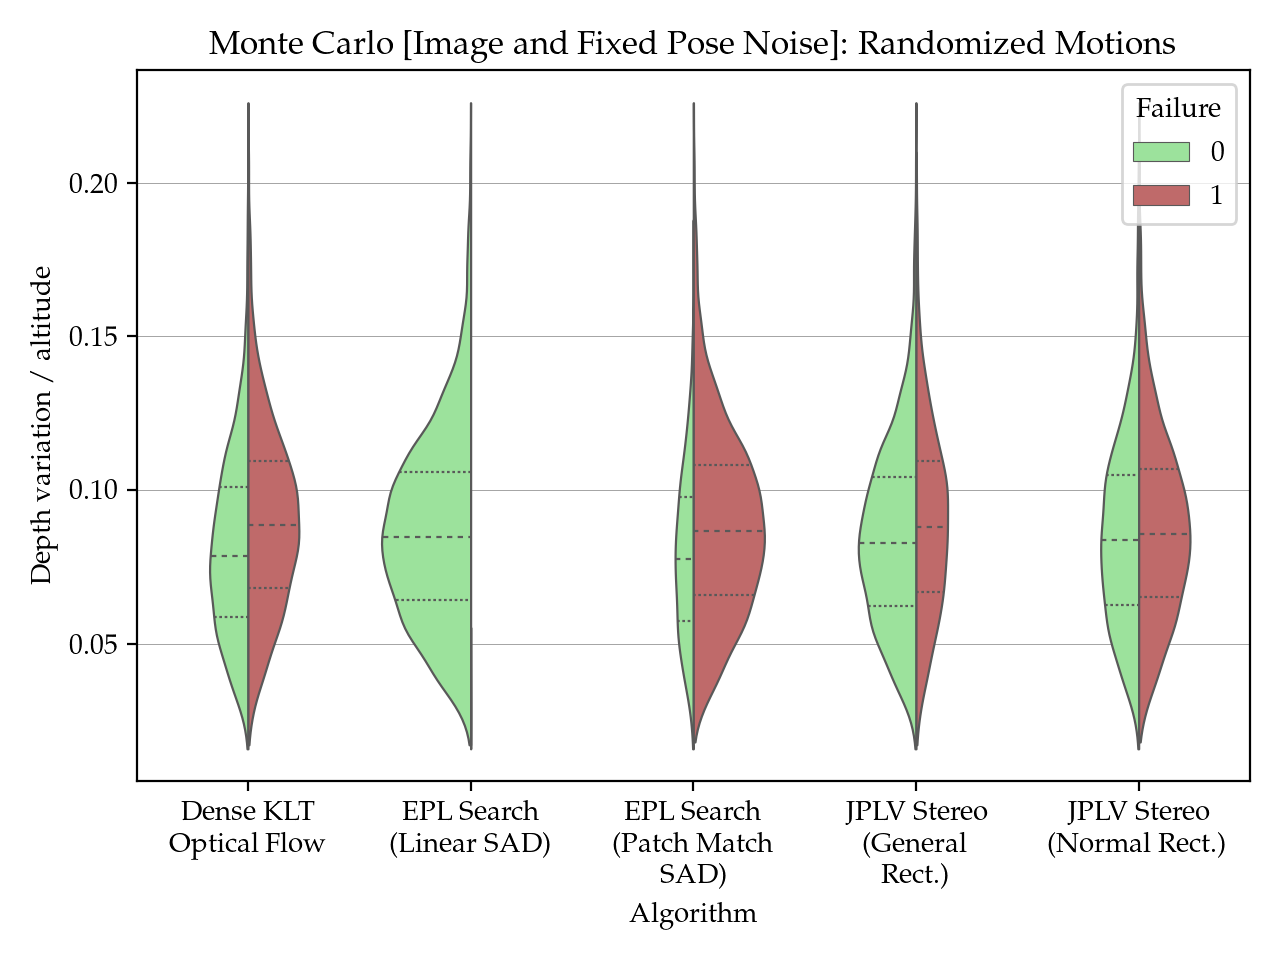 Monte Carlo [Image and Fixed Pose Noise]: Randomized Motions
Failure
0
1
0.20
0.15
0.10
0.05
Depth variation / altitude
Dense KLT
Optical Flow
EPL Search
(Linear SAD)
EPL Search
(Patch Match
SAD)
JPLV Stereo
(General
Rect.)
JPLV Stereo
(Normal Rect.)
Algorithm